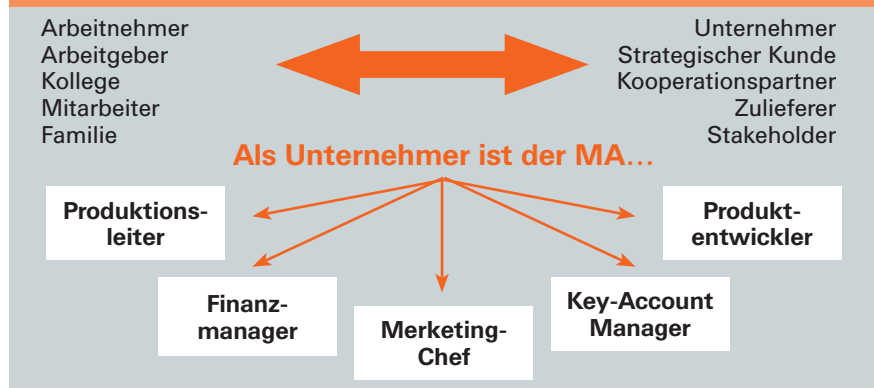 Arbeitnehmer
Arbeitgeber
Kollege
Mitarbeiter
Familie
Unternehmer
Strategischer Kunde
Kooperationspartner
Zulieferer
Stakeholder
Als Unternehmer ist der MA…
Produktions-
leiter
Finanz-
manager
Merketing-
Chef
Key-Account
Manager
Produkt-
entwickler